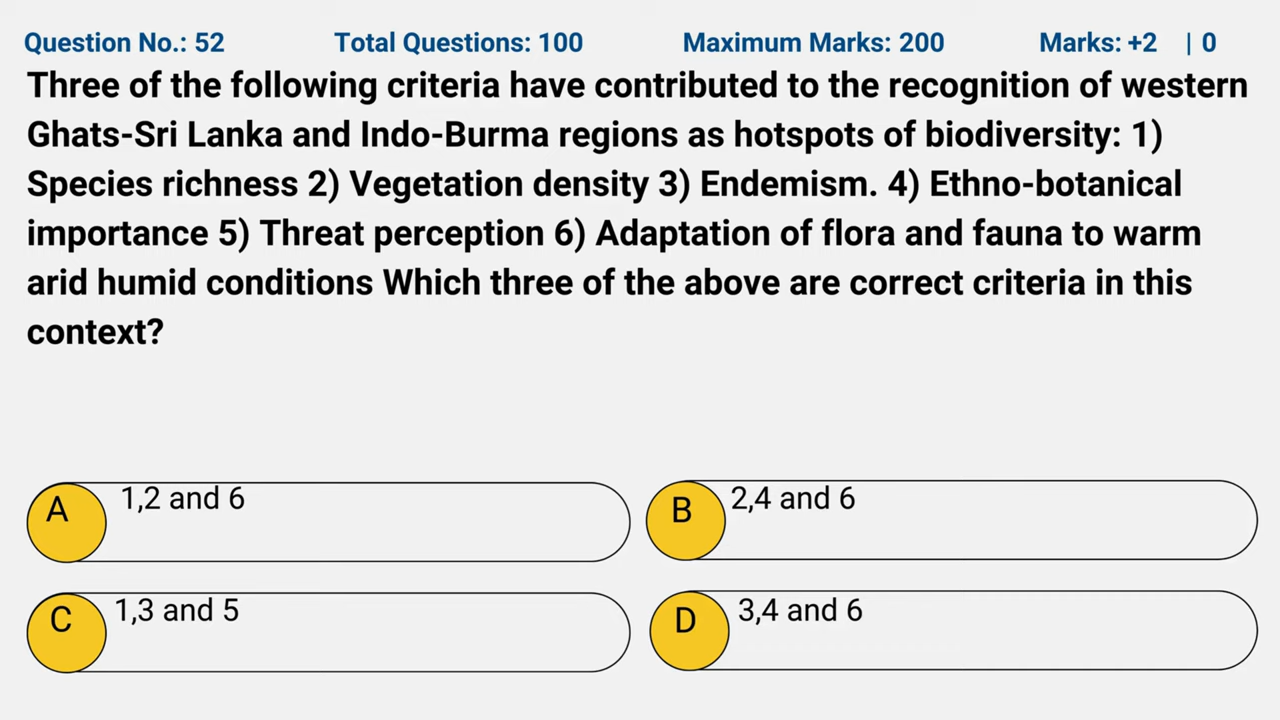 Question No.: 52 Total Questions: 100 Maximum Marks: 200 Marks: +2 | 0
Three of the following criteria have contributed to the recognition of western
Ghats-Sri Lanka and Indo-Burma regions as hotspots of biodiversity: 1)
Species richness 2) Vegetation density 3) Endemism. 4) Ethno-botanical
importance 5) Threat perception 6) Adaptation of flora and fauna to warm
arid humid conditions Which three of the above are correct criteria in this
context?
A 1,2 and 6
B 2,4 and 6
C 1,3 and 5
D 3,4 and 6